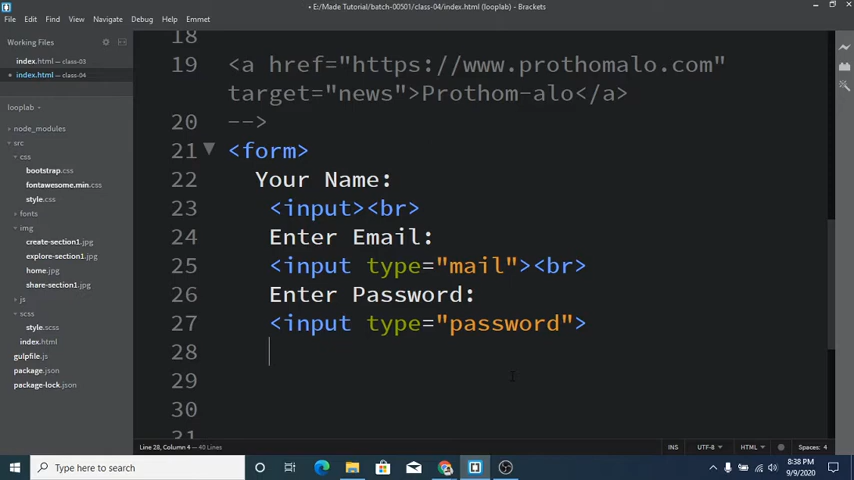 • E:/Made Tutorial/batch-00501/class-04/index.html (looplab) - Brackets
File Edit Find View Navigate Debug Help Emmet
Working Files
index.html — class-03
index.html — class-04
looplab
node_modules
src
css
bootstrap.css
fontawesome.min.css
style.css
fonts
img
create-section1.jpg
explore-section1.jpg
home.jpg
share-section1.jpg
js
scss
style.scss
index.html
gulpfile.js
package.json
package-lock.json
18
19 <a href="https://www.prothomalo.com"
target="news">Prothom-alo</a>
20 -->
21 <form>
22 Your Name:
23 <input><br>
24 Enter Email:
25 <input type="mail"><br>
26 Enter Password:
27 <input type="password">
28
29
30
31
Line 28, Column 4 — 40 Lines
INS UTF-8 HTML Spaces: 4
Type here to search
8:38 PM
9/9/2020